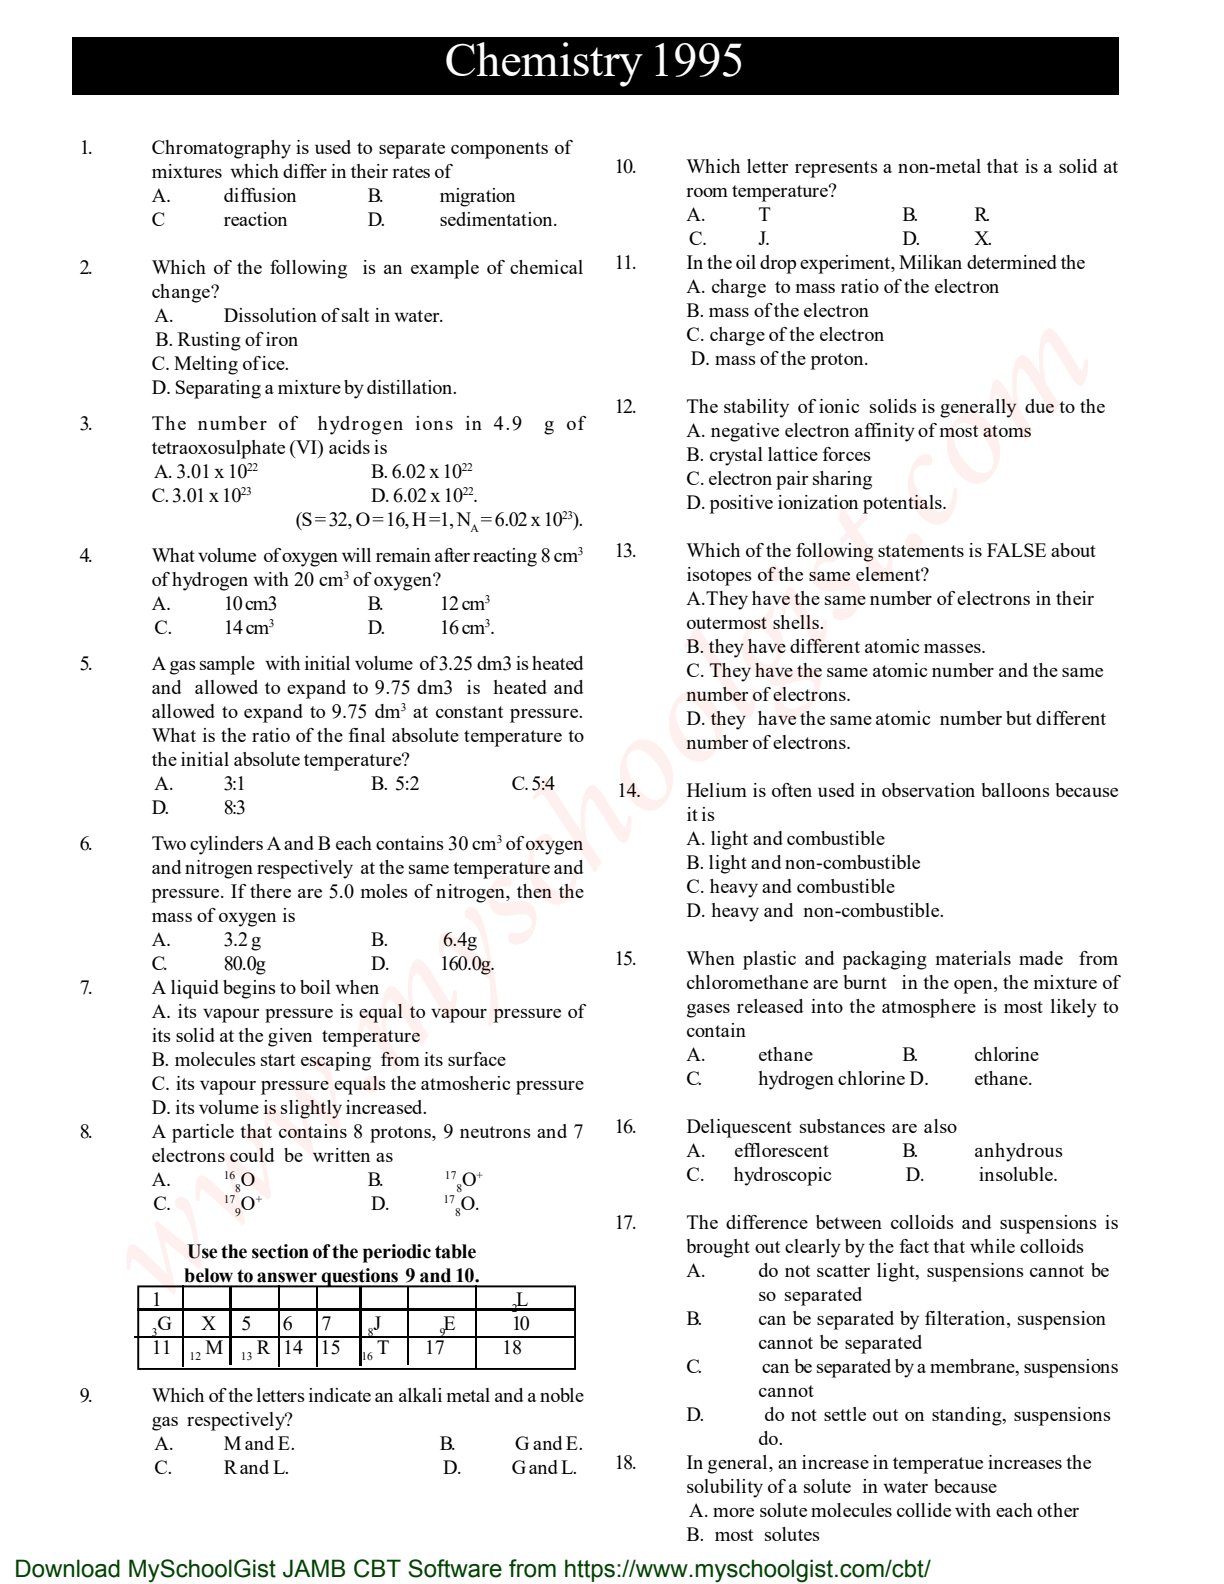 Chemistry 1995
1. Chromatography is used to separate components of
mixtures which differ in their rates of
A. diffusion B. migration
C reaction D. sedimentation.
2. Which of the following is an example of chemical
change?
A. Dissolution of salt in water.
B. Rusting of iron
C. Melting of ice.
D. Separating a mixture by distillation.
3. The number of hydrogen ions in 4.9 g of
tetraoxosulphate (VI) acids is
A. 3.01 x 10²² B. 6.02 x 10²²
C. 3.01 x 10²³ D. 6.02 x 10²².
(S=32, O=16, H=1, N_A=6.02 x 10²³).
4. What volume of oxygen will remain after reacting 8 cm³
of hydrogen with 20 cm³ of oxygen?
A. 10 cm3 B. 12 cm³
C. 14 cm³ D. 16 cm³.
5. A gas sample with initial volume of 3.25 dm3 is heated
and allowed to expand to 9.75 dm3 is heated and
allowed to expand to 9.75 dm³ at constant pressure.
What is the ratio of the final absolute temperature to
the initial absolute temperature?
A. 3:1 B. 5:2 C. 5:4
D. 8:3
6. Two cylinders A and B each contains 30 cm³ of oxygen
and nitrogen respectively at the same temperature and
pressure. If there are 5.0 moles of nitrogen, then the
mass of oxygen is
A. 3.2 g B. 6.4g
C. 80.0g D. 160.0g.
7. A liquid begins to boil when
A. its vapour pressure is equal to vapour pressure of
its solid at the given temperature
B. molecules start escaping from its surface
C. its vapour pressure equals the atmosheric pressure
D. its volume is slightly increased.
8. A particle that contains 8 protons, 9 neutrons and 7
electrons could be written as
A. ¹⁶₈O B. ¹⁷₈O⁺
C. ¹⁷₉O⁺ D. ¹⁷₈O.
Use the section of the periodic table
below to answer questions 9 and 10.
1 ₂L
₃G X 5 6 7 ₈J ₉E 10
11 ₁₂M ₁₃R 14 15 ₁₆T 17 18
9. Which of the letters indicate an alkali metal and a noble
gas respectively?
A. M and E. B. G and E.
C. R and L. D. G and L.
10. Which letter represents a non-metal that is a solid at
room temperature?
A. T B. R.
C. J. D. X.
11. In the oil drop experiment, Milikan determined the
A. charge to mass ratio of the electron
B. mass of the electron
C. charge of the electron
D. mass of the proton.
12. The stability of ionic solids is generally due to the
A. negative electron affinity of most atoms
B. crystal lattice forces
C. electron pair sharing
D. positive ionization potentials.
13. Which of the following statements is FALSE about
isotopes of the same element?
A.They have the same number of electrons in their
outermost shells.
B. they have different atomic masses.
C. They have the same atomic number and the same
number of electrons.
D. they have the same atomic number but different
number of electrons.
14. Helium is often used in observation balloons because
it is
A. light and combustible
B. light and non-combustible
C. heavy and combustible
D. heavy and non-combustible.
15. When plastic and packaging materials made from
chloromethane are burnt in the open, the mixture of
gases released into the atmosphere is most likely to
contain
A. ethane B. chlorine
C. hydrogen chlorine D. ethane.
16. Deliquescent substances are also
A. efflorescent B. anhydrous
C. hydroscopic D. insoluble.
17. The difference between colloids and suspensions is
brought out clearly by the fact that while colloids
A. do not scatter light, suspensions cannot be
so separated
B. can be separated by filteration, suspension
cannot be separated
C. can be separated by a membrane, suspensions
cannot
D. do not settle out on standing, suspensions
do.
18. In general, an increase in temperatue increases the
solubility of a solute in water because
A. more solute molecules collide with each other
B. most solutes
www.myschoolgist.com
Download MySchoolGist JAMB CBT Software from https://www.myschoolgist.com/cbt/